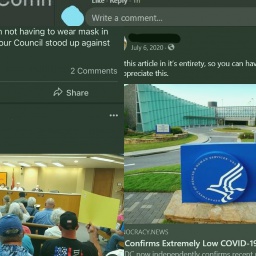 Like · Reply
Write a comment...
n not having to wear mask in
our Council stood up against
2 Comments
Share
July 6, 2020 ·
this article in it's entirety, so you can hav
preciate this.
OCRACY.NEWS
Confirms Extremely Low COVID-19
DC now independently confirms recent